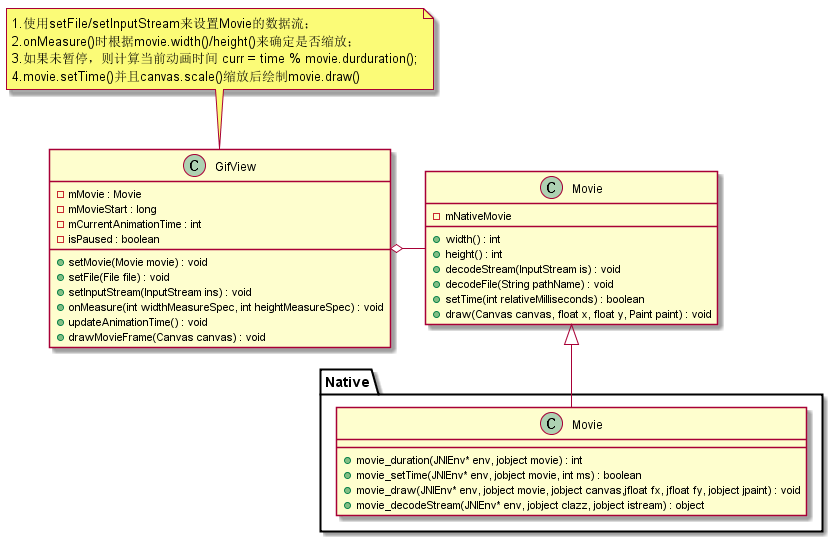 1.使用setFile/setInputStream来设置Movie的数据流；
2.onMeasure()时根据movie.width()/height()来确定是否缩放；
3.如果未暂停，则计算当前动画时间 curr = time % movie.durduration();
4.movie.setTime()并且canvas.scale()缩放后绘制movie.draw()
C GifView
mMovie : Movie
mMovieStart : long
mCurrentAnimationTime : int
isPaused : boolean
setMovie(Movie movie) : void
setFile(File file) : void
setInputStream(InputStream ins) : void
onMeasure(int widthMeasureSpec, int heightMeasureSpec) : void
updateAnimationTime() : void
drawMovieFrame(Canvas canvas) : void
C Movie
mNativeMovie
width() : int
height() : int
decodeStream(InputStream is) : void
decodeFile(String pathName) : void
setTime(int relativeMilliseconds) : boolean
draw(Canvas canvas, float x, float y, Paint paint) : void
Native
C Movie
movie_duration(JNIEnv* env, jobject movie) : int
movie_setTime(JNIEnv* env, jobject movie, int ms) : boolean
movie_draw(JNIEnv* env, jobject movie, jobject canvas,jfloat fx, jfloat fy, jobject jpaint) : void
movie_decodeStream(JNIEnv* env, jobject clazz, jobject istream) : object